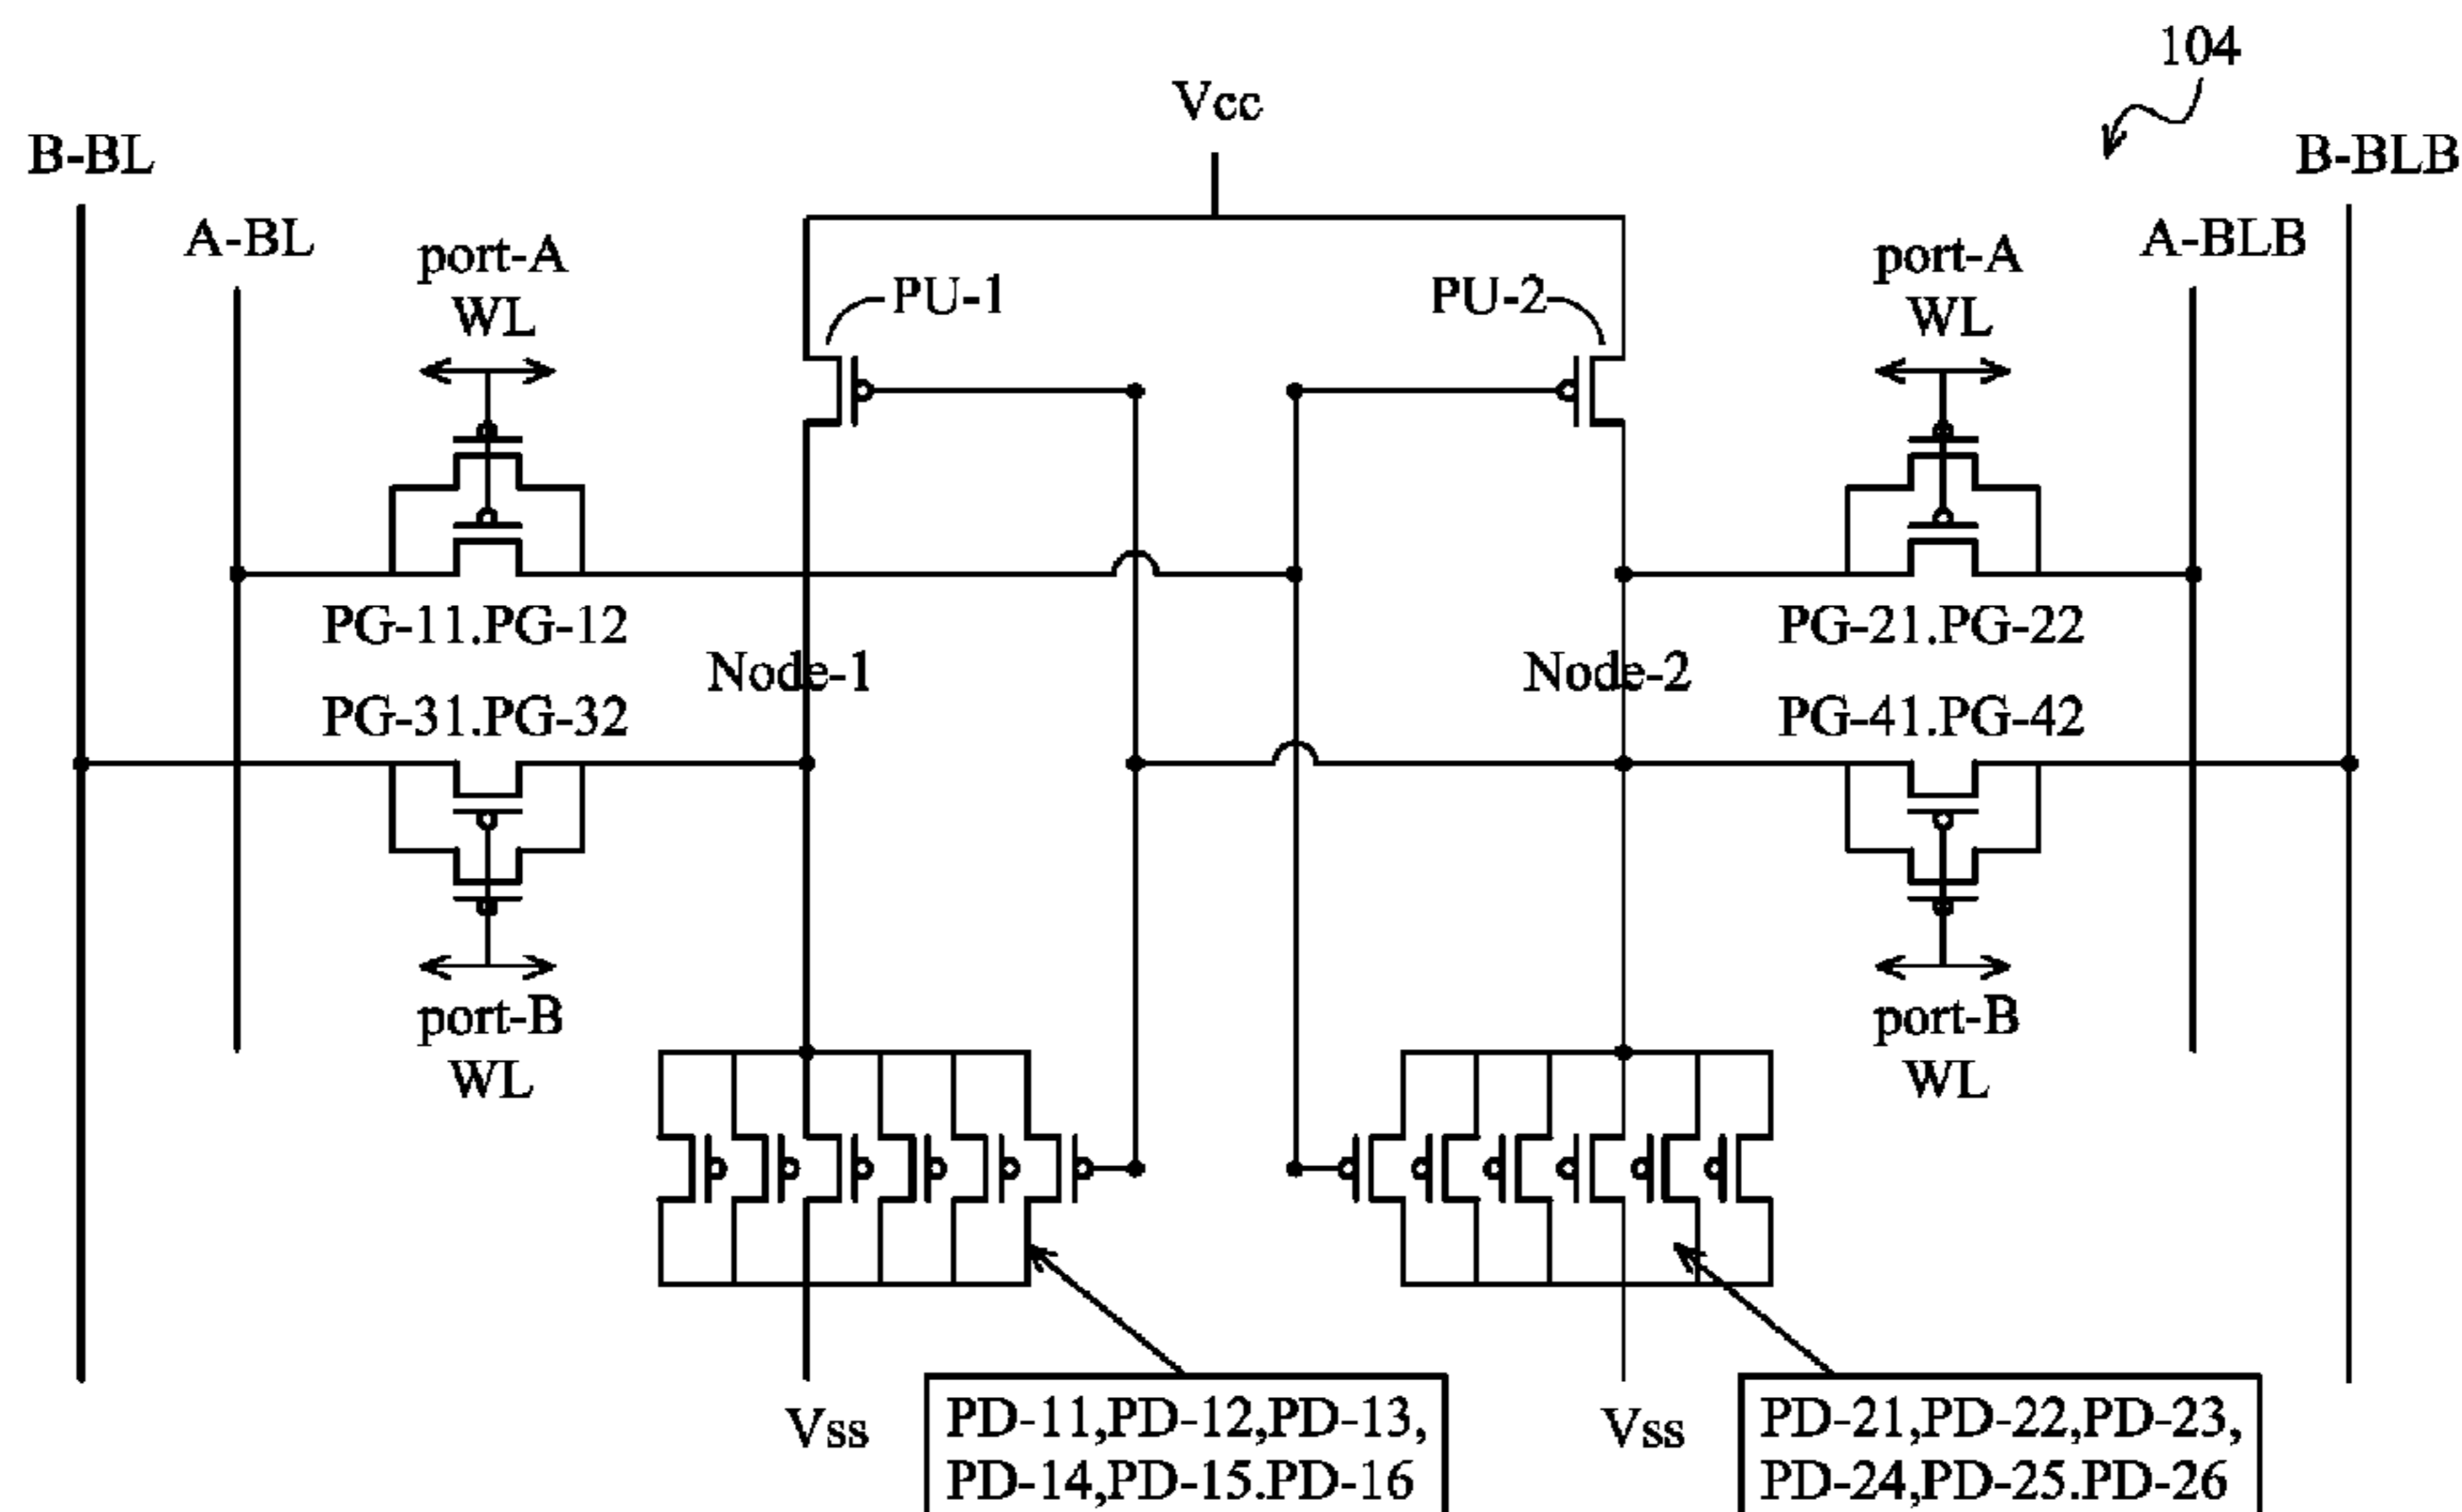 104
Vcc
B-BL
B-BLB
A-BL
A-BLB
port-A
WL
port-A
WL
PU-1
PU-2
PG-11.PG-12
PG-21.PG-22
Node-1
Node-2
PG-31.PG-32
PG-41.PG-42
port-B
WL
port-B
WL
Vss
Vss
PD-11,PD-12,PD-13,
PD-14,PD-15.PD-16
PD-21,PD-22,PD-23,
PD-24,PD-25.PD-26